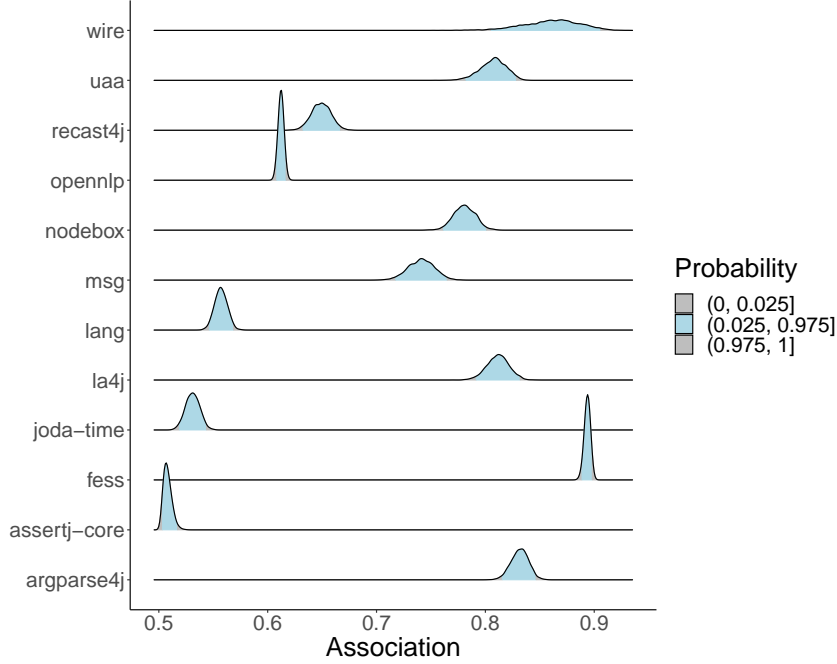 wire
uaa
recast4j
opennlp
nodebox
msg
lang
la4j
joda−time
fess
assertj−core
argparse4j
0.5 0.6 0.7 0.8 0.9
Association
Probability
(0, 0.025]
(0.025, 0.975]
(0.975, 1]